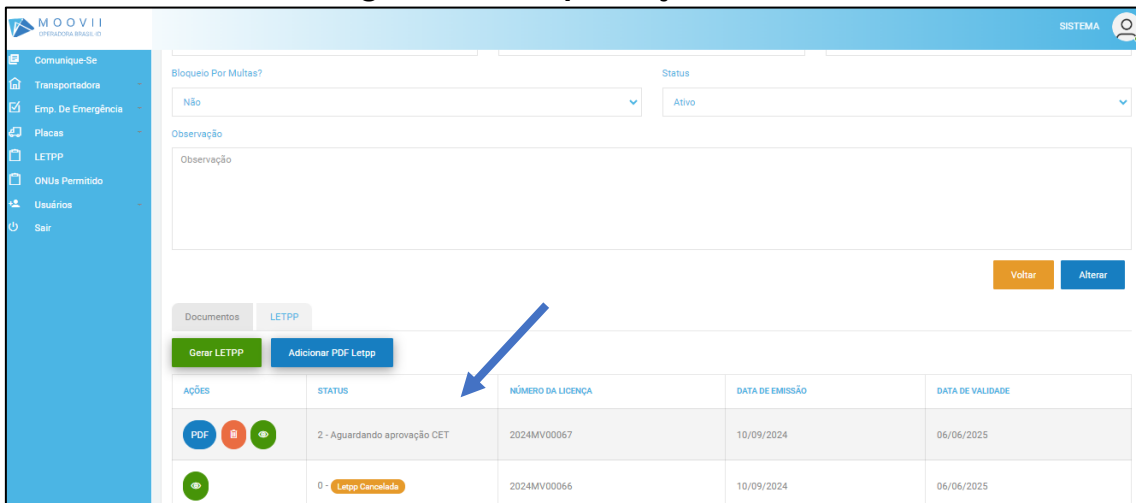 MOOVII
OPERADORA BRASIL-ID
SISTEMA
Comunique-Se
Transportadora
Emp. De Emergência
Placas
LETPP
ONUs Permitido
Usuários
Sair
Bloqueio Por Multas?
Status
Não
Ativo
Observação
Observação
Voltar
Alterar
Documentos
LETPP
Gerar LETPP
Adicionar PDF Letpp
AÇÕES STATUS NÚMERO DA LICENÇA DATA DE EMISSÃO DATA DE VALIDADE
PDF 2 - Aguardando aprovação CET 2024MV00067 10/09/2024 06/06/2025
0 - Letpp Cancelada 2024MV00066 10/09/2024 06/06/2025